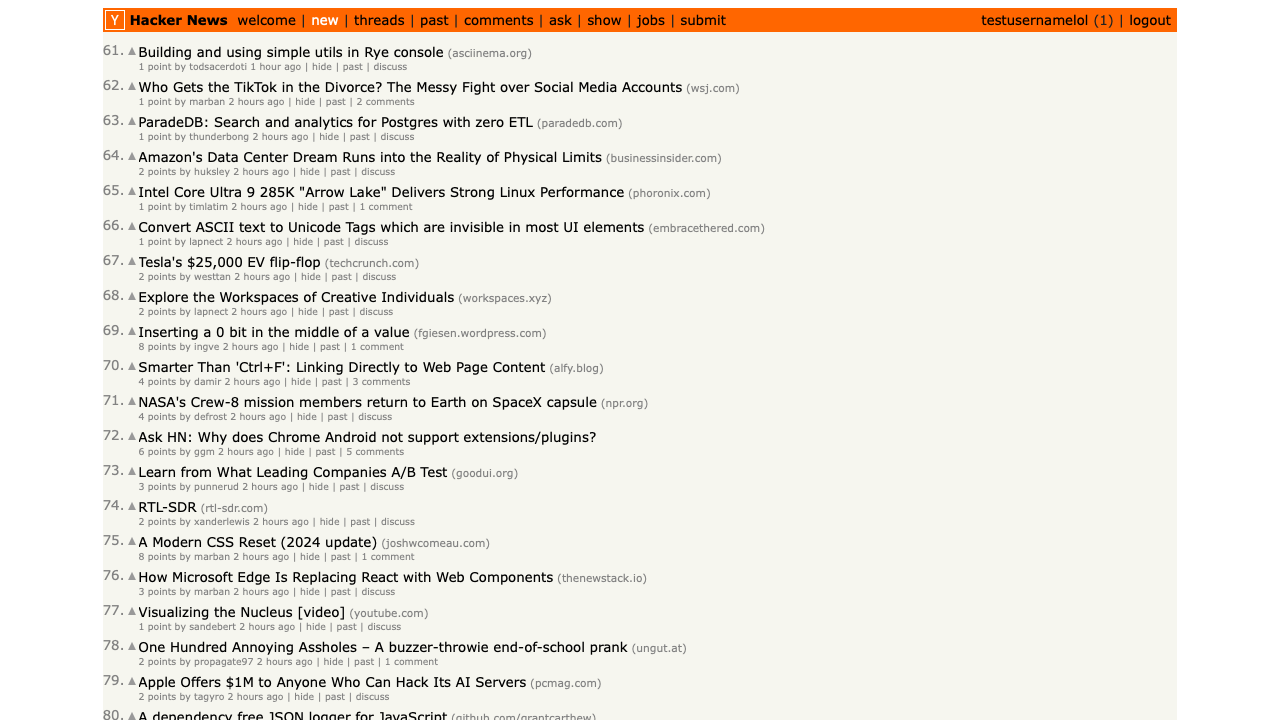 Y Hacker News welcome | new | threads | past | comments | ask | show | jobs | submit testusernamelol (1) | logout
61. Building and using simple utils in Rye console (asciinema.org)
1 point by todsacerdoti 1 hour ago | hide | past | discuss
62. Who Gets the TikTok in the Divorce? The Messy Fight over Social Media Accounts (wsj.com)
1 point by marban 2 hours ago | hide | past | 2 comments
63. ParadeDB: Search and analytics for Postgres with zero ETL (paradedb.com)
1 point by thunderbong 2 hours ago | hide | past | discuss
64. Amazon's Data Center Dream Runs into the Reality of Physical Limits (businessinsider.com)
2 points by huksley 2 hours ago | hide | past | discuss
65. Intel Core Ultra 9 285K "Arrow Lake" Delivers Strong Linux Performance (phoronix.com)
1 point by timlatim 2 hours ago | hide | past | 1 comment
66. Convert ASCII text to Unicode Tags which are invisible in most UI elements (embracethered.com)
1 point by lapnect 2 hours ago | hide | past | discuss
67. Tesla's $25,000 EV flip-flop (techcrunch.com)
2 points by westtan 2 hours ago | hide | past | discuss
68. Explore the Workspaces of Creative Individuals (workspaces.xyz)
2 points by lapnect 2 hours ago | hide | past | discuss
69. Inserting a 0 bit in the middle of a value (fgiesen.wordpress.com)
8 points by ingve 2 hours ago | hide | past | 1 comment
70. Smarter Than 'Ctrl+F': Linking Directly to Web Page Content (alfy.blog)
4 points by damir 2 hours ago | hide | past | 3 comments
71. NASA's Crew-8 mission members return to Earth on SpaceX capsule (npr.org)
4 points by defrost 2 hours ago | hide | past | discuss
72. Ask HN: Why does Chrome Android not support extensions/plugins?
6 points by ggm 2 hours ago | hide | past | 5 comments
73. Learn from What Leading Companies A/B Test (goodui.org)
3 points by punnerud 2 hours ago | hide | past | discuss
74. RTL-SDR (rtl-sdr.com)
2 points by xanderlewis 2 hours ago | hide | past | discuss
75. A Modern CSS Reset (2024 update) (joshwcomeau.com)
8 points by marban 2 hours ago | hide | past | 1 comment
76. How Microsoft Edge Is Replacing React with Web Components (thenewstack.io)
3 points by marban 2 hours ago | hide | past | discuss
77. Visualizing the Nucleus [video] (youtube.com)
1 point by sandebert 2 hours ago | hide | past | discuss
78. One Hundred Annoying Assholes – A buzzer-throwie end-of-school prank (ungut.at)
2 points by propagate97 2 hours ago | hide | past | 1 comment
79. Apple Offers $1M to Anyone Who Can Hack Its AI Servers (pcmag.com)
2 points by tagyro 2 hours ago | hide | past | discuss
80. A dependency free JSON logger for JavaScript (github.com/grantcarthew)